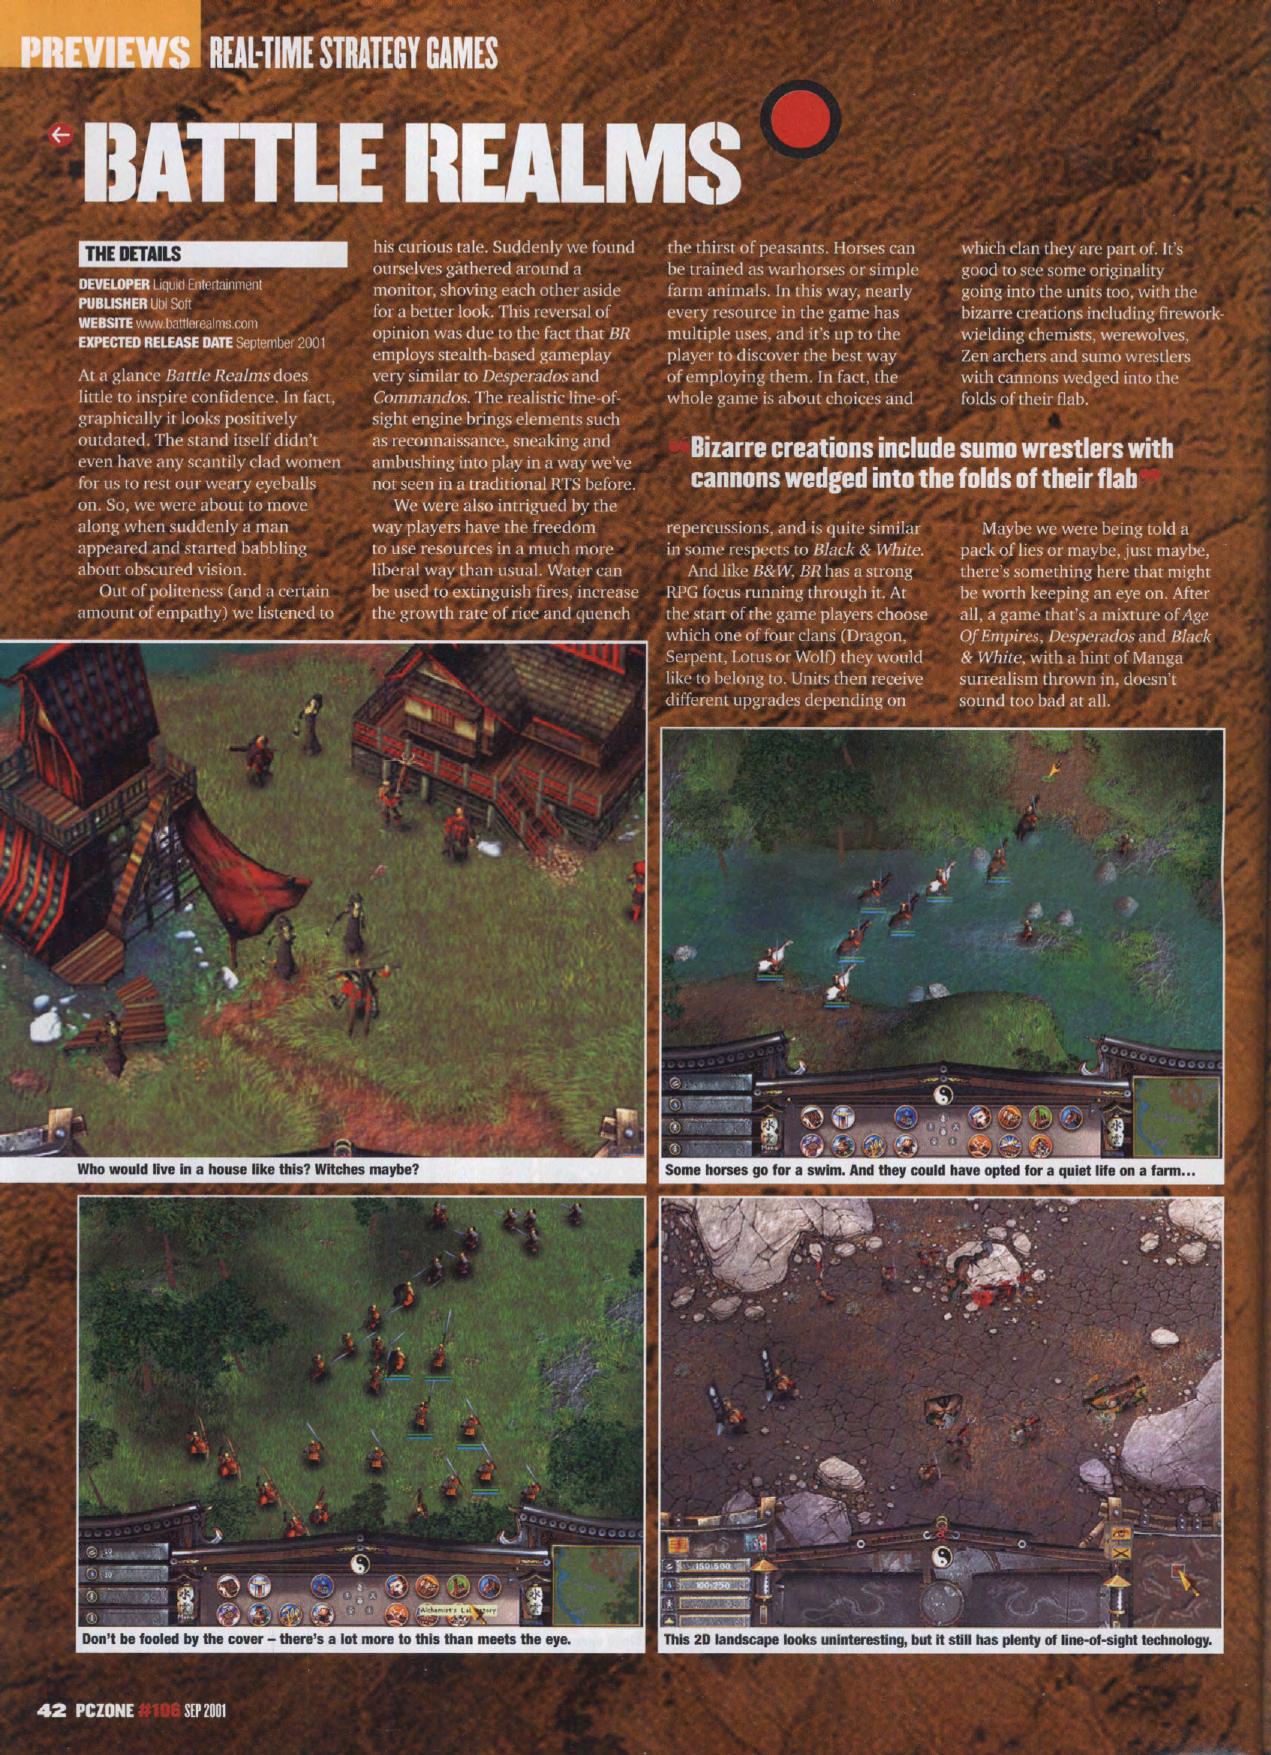 PREVIEWS REAL-TIME STRATEGY GAMES
BATTLE REALMS
THE DETAILS
DEVELOPER Liquid Entertainment
PUBLISHER Ubi Soft
WEBSITE www.battlerealms.com
EXPECTED RELEASE DATE September 2001
At a glance Battle Realms does
little to inspire confidence. In fact,
graphically it looks positively
outdated. The stand itself didn't
even have any scantily clad women
for us to rest our weary eyeballs
on. So, we were about to move
along when suddenly a man
appeared and started babbling
about obscured vision.
Out of politeness (and a certain
amount of empathy) we listened to
his curious tale. Suddenly we found
ourselves gathered around a
monitor, shoving each other aside
for a better look. This reversal of
opinion was due to the fact that BR
employs stealth-based gameplay
very similar to Desperados and
Commandos. The realistic line-of-
sight engine brings elements such
as reconnaissance, sneaking and
ambushing into play in a way we've
not seen in a traditional RTS before.
We were also intrigued by the
way players have the freedom
to use resources in a much more
liberal way than usual. Water can
be used to extinguish fires, increase
the growth rate of rice and quench
the thirst of peasants. Horses can
be trained as warhorses or simple
farm animals. In this way, nearly
every resource in the game has
multiple uses, and it's up to the
player to discover the best way
of employing them. In fact, the
whole game is about choices and
"Bizarre creations include sumo wrestlers with
cannons wedged into the folds of their flab"
repercussions, and is quite similar
in some respects to Black & White.
And like B&W, BR has a strong
RPG focus running through it. At
the start of the game players choose
which one of four clans (Dragon,
Serpent, Lotus or Wolf) they would
like to belong to. Units then receive
different upgrades depending on
which clan they are part of. It's
good to see some originality
going into the units too, with the
bizarre creations including firework-
wielding chemists, werewolves,
Zen archers and sumo wrestlers
with cannons wedged into the
folds of their flab.
Maybe we were being told a
pack of lies or maybe, just maybe,
there's something here that might
be worth keeping an eye on. After
all, a game that's a mixture of Age
Of Empires, Desperados and Black
& White, with a hint of Manga
surrealism thrown in, doesn't
sound too bad at all.
Who would live in a house like this? Witches maybe?
Some horses go for a swim. And they could have opted for a quiet life on a farm...
Alchemist's Laboratory
Don't be fooled by the cover – there's a lot more to this than meets the eye.
150\500
100\250
This 2D landscape looks uninteresting, but it still has plenty of line-of-sight technology.
42 PCZONE #106 SEP 2001